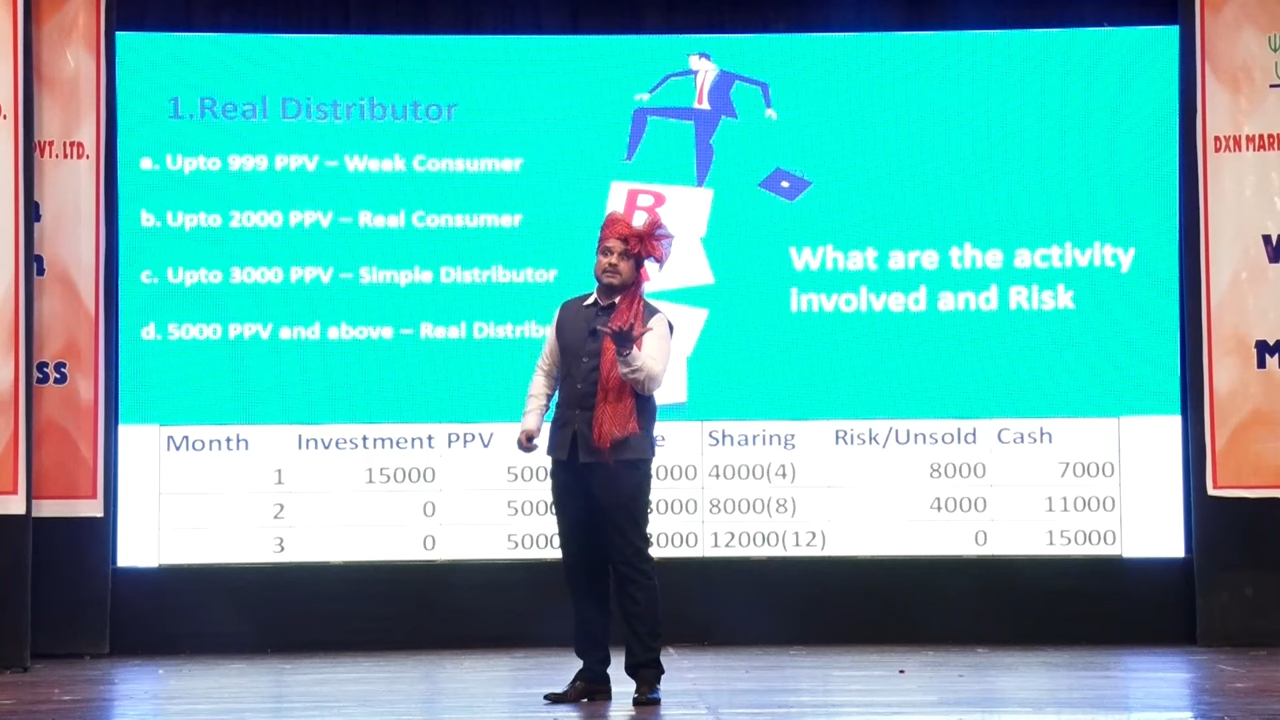 1.Real Distributor
a. Upto 999 PPV – Weak Consumer
b. Upto 2000 PPV – Real Consumer
c. Upto 3000 PPV – Simple Distributor
d. 5000 PPV and above – Real
R
What are the activity
involved and Risk
Month Investment PPV Sharing Risk/Unsold Cash
1 15000 4000(4) 8000 7000
2 0 8000(8) 4000 11000
3 0 12000(12) 0 15000
PVT. LTD.
SS
DXN